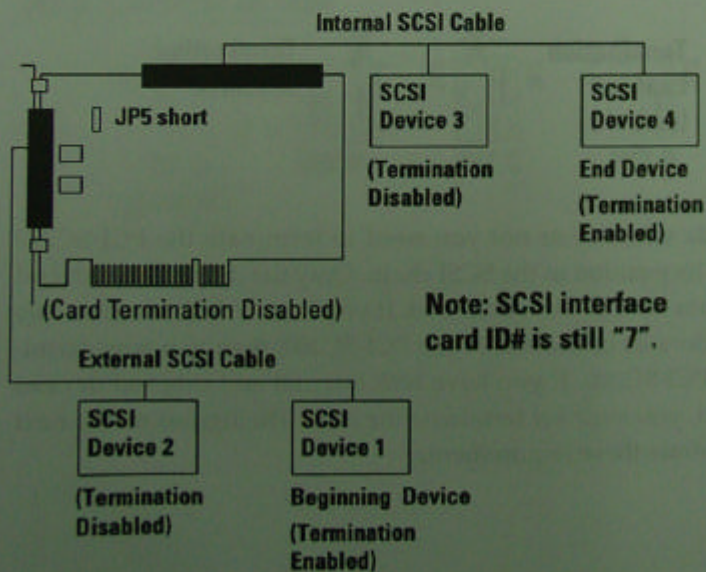 Internal SCSI Cable
SCSI
Device 3
SCSI
Device 4
JP5 short
(Termination
Disabled)
End Device
(Termination
Enabled)
(Card Termination Disabled)
Note: SCSI interface
card ID# is still "7".
External SCSI Cable
SCSI
Device 2
SCSI
Device 1
(Termination
Disabled)
Beginning Device
(Termination
Enabled)